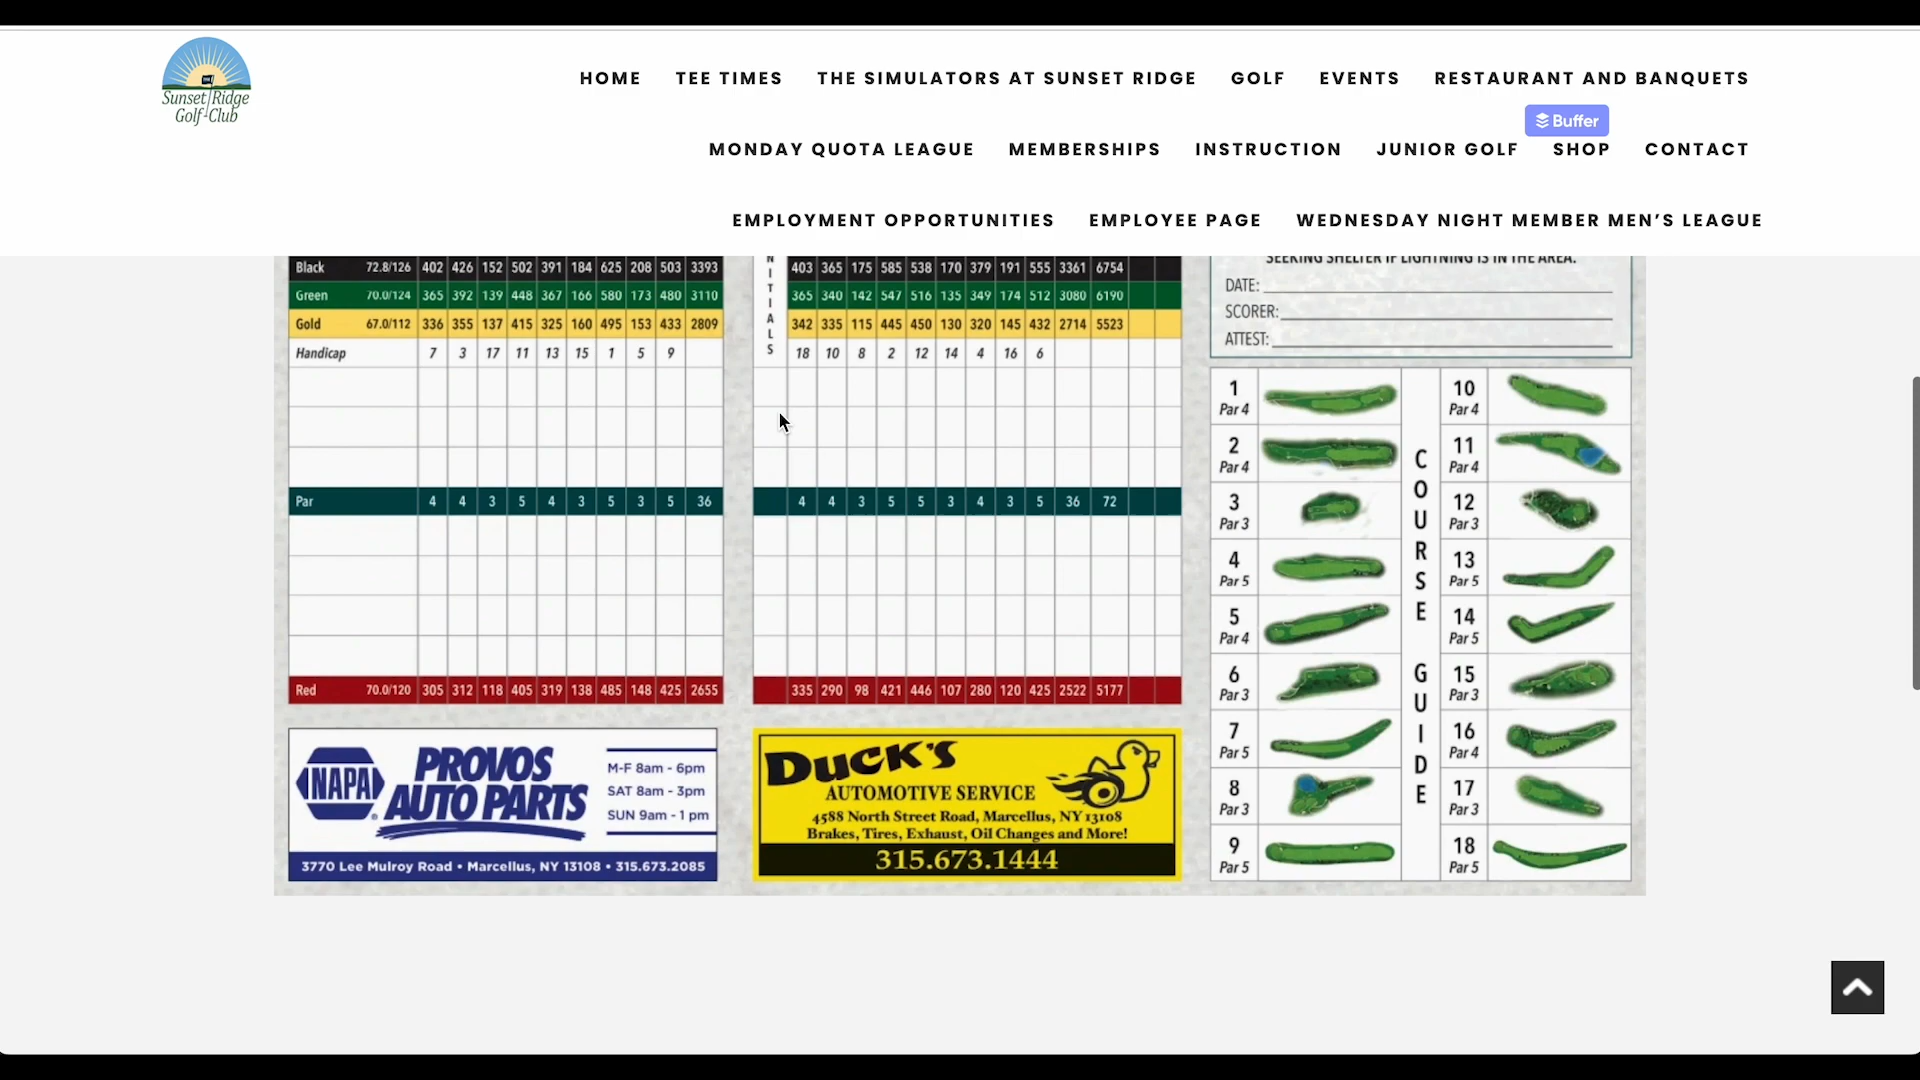 Sunset Ridge
Golf Club
HOME TEE TIMES THE SIMULATORS AT SUNSET RIDGE GOLF EVENTS RESTAURANT AND BANQUETS
Buffer
MONDAY QUOTA LEAGUE MEMBERSHIPS INSTRUCTION JUNIOR GOLF SHOP CONTACT
EMPLOYMENT OPPORTUNITIES EMPLOYEE PAGE WEDNESDAY NIGHT MEMBER MEN'S LEAGUE
Black 72.8/126 402 426 152 502 391 184 625 208 503 3393
Green 70.0/124 365 392 139 448 367 166 580 173 480 3110
Gold 67.0/112 336 355 137 415 325 160 495 153 433 2809
Handicap 7 3 17 11 13 15 1 5 9
Par 4 4 3 5 4 3 5 3 5 36
Red 70.0/120 305 312 118 405 319 138 485 148 425 2655
NITIALS
403 365 175 585 538 170 379 191 555 3361 6754
365 340 142 547 516 135 349 174 512 3080 6190
342 335 115 445 450 130 320 145 432 2714 5523
18 10 8 2 12 14 4 16 6
4 4 3 5 5 3 4 3 5 36 72
335 290 98 421 446 107 280 120 425 2522 5177
SEEKING SHELTER IF LIGHTNING IS IN THE AREA.
DATE:
SCORER:
ATTEST:
1
Par 4
2
Par 4
3
Par 3
4
Par 5
5
Par 4
6
Par 3
7
Par 5
8
Par 3
9
Par 5
COURSE GUIDE
10
Par 4
11
Par 4
12
Par 3
13
Par 5
14
Par 5
15
Par 3
16
Par 4
17
Par 3
18
Par 5
NAPA
PROVOS
AUTO PARTS
M-F 8am - 6pm
SAT 8am - 3pm
SUN 9am - 1 pm
3770 Lee Mulroy Road • Marcellus, NY 13108 • 315.673.2085
DUCK'S
AUTOMOTIVE SERVICE
4588 North Street Road, Marcellus, NY 13108
Brakes, Tires, Exhaust, Oil Changes and More!
315.673.1444